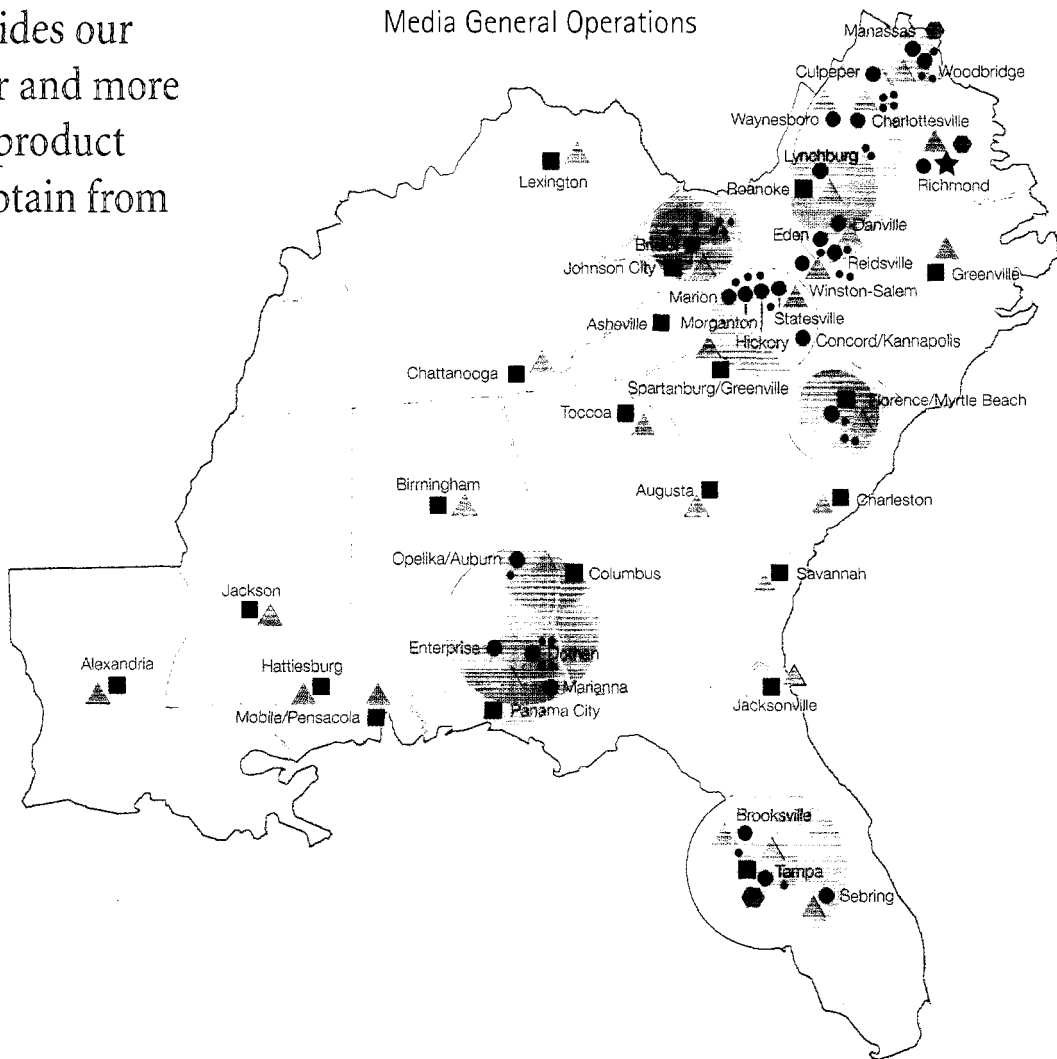 ides our
r and more
product
otain from
Media General Operations
Manassas
Culpeper
Woodbridge
Waynesboro
Charlottesville
Lynchburg
Lexington
Roanoke
Richmond
Danville
Eden
Bristol
Reidsville
Johnson City
Greenville
Winston-Salem
Marion
Asheville
Morganton
Statesville
Hickory
Concord/Kannapolis
Chattanooga
Spartanburg/Greenville
Toccoa
Florence/Myrtle Beach
Birmingham
Augusta
Charleston
Opelika/Auburn
Columbus
Savannah
Jackson
Enterprise
Dothan
Alexandria
Hattiesburg
Marianna
Mobile/Pensacola
Panama City
Jacksonville
Brooksville
Tampa
Sebring